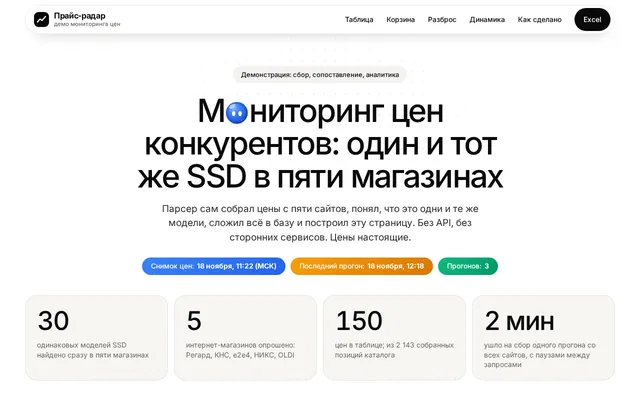 Прайс-радар
демо мониторинга цен
Таблица
Корзина
Разброс
Динамика
Как сделано
Excel
Демонстрация: сбор, сопоставление, аналитика
Мониторинг цен
конкурентов: один и тот
же SSD в пяти магазинах
Парсер сам собрал цены с пяти сайтов, понял, что это одни и те же
модели, сложил всё в базу и построил эту страницу. Без API, без
сторонних сервисов. Цены настоящие.
Снимок цен: 18 ноября, 11:22 (МСК)
Последний прогон: 18 ноября, 12:18
Прогонов: 3
30
одинаковых моделей SSD
найдено сразу в пяти магазинах
5
интернет-магазинов опрошено:
Регард, КНС, e2e4, НИКС, OLDI
150
цен в таблице; из 2 143 собранных
позиций каталога
2 мин
ушло на сбор одного прогона со
всех сайтов, с паузами между
запросами